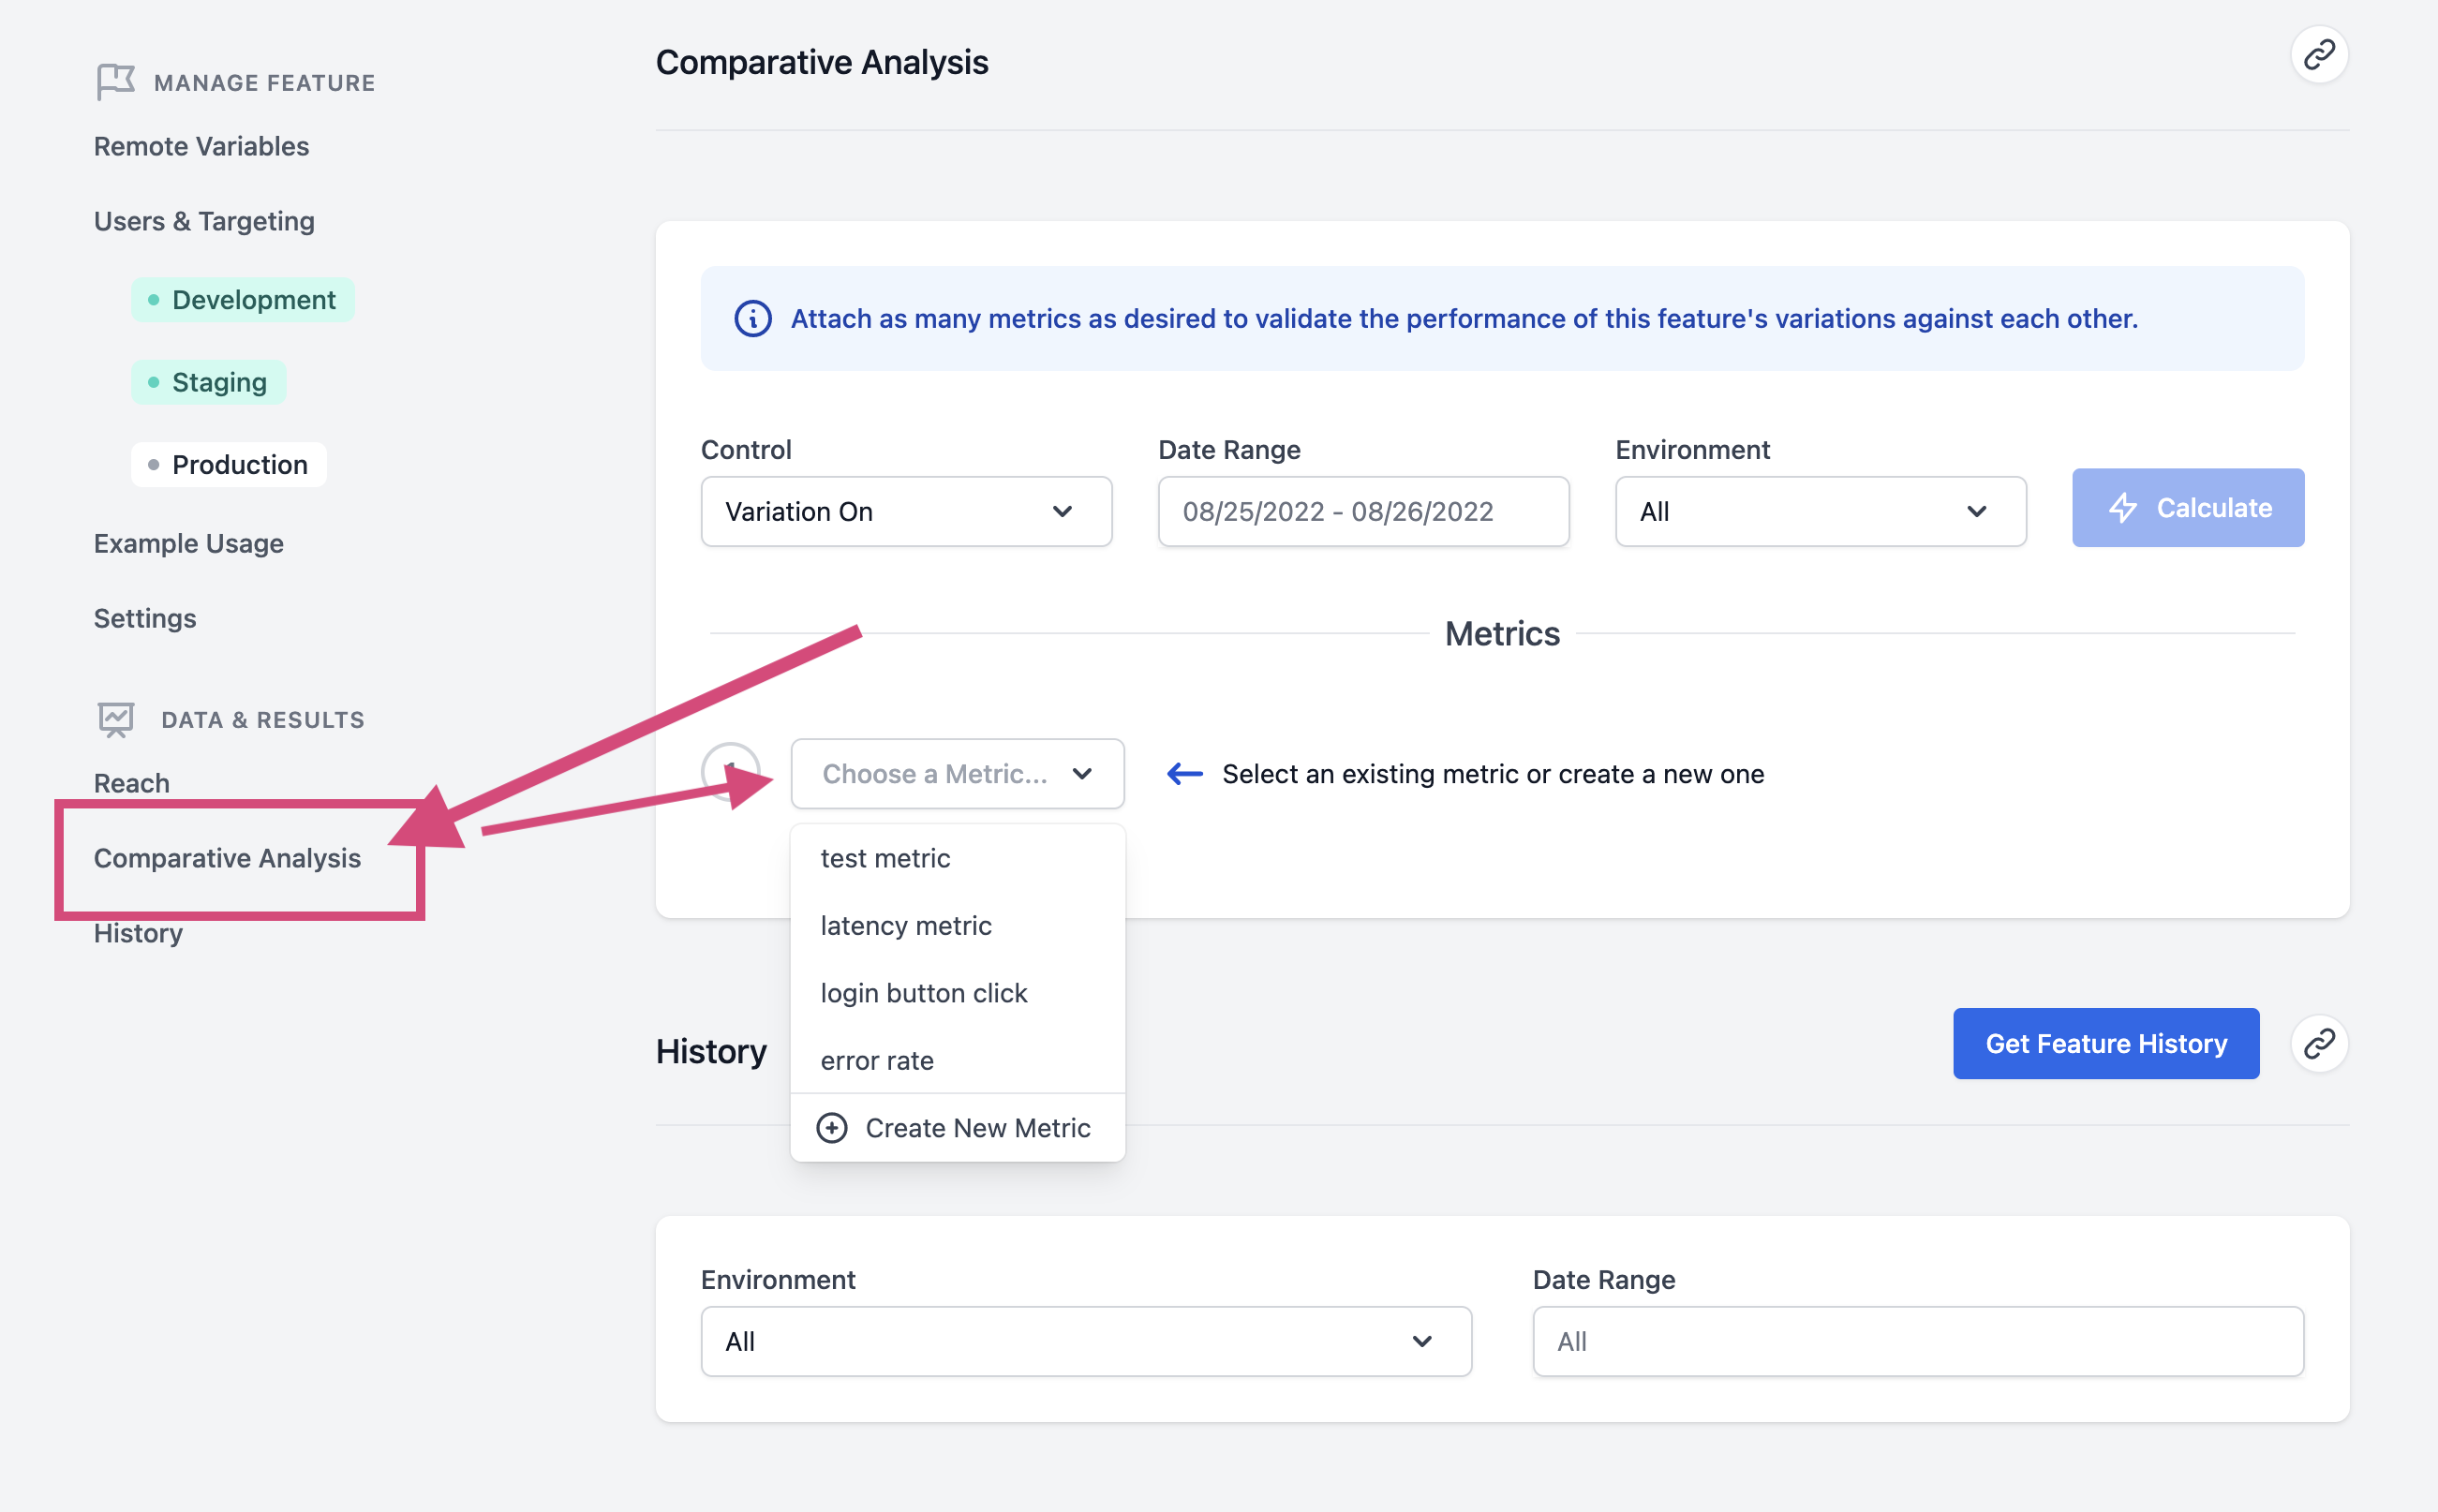 MANAGE FEATURE
Remote Variables
Users & Targeting
Development
Staging
Production
Example Usage
Settings
DATA & RESULTS
Reach
Comparative Analysis
History
Comparative Analysis
Attach as many metrics as desired to validate the performance of this feature's variations against each other.
Control
Variation On
Date Range
08/25/2022 - 08/26/2022
Environment
All
Calculate
Metrics
Choose a Metric...
Select an existing metric or create a new one
test metric
latency metric
login button click
error rate
Create New Metric
History
Get Feature History
Environment
All
Date Range
All